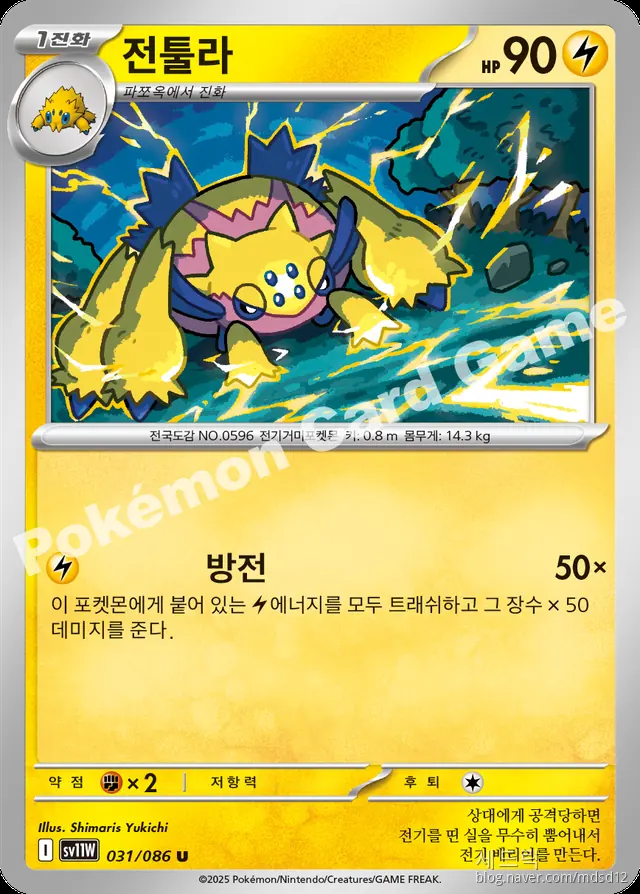 1진화
전툴라
HP 90
파쪼옥에서 진화
Pokémon Card Game
전국도감 NO.0596 전기거미포켓몬 키: 0.8 m 몸무게: 14.3 kg
방전 50×
이 포켓몬에게 붙어 있는 에너지를 모두 트래쉬하고 그 장수 × 50
데미지를 준다.
약점 ×2 저항력 후퇴
Illus. Shimaris Yukichi
상대에게 공격당하면
전기를 띤 실을 무수히 뿜어내서
전기 배리어를 만든다.
I sv11W 031/086 U
blog.naver.com/mdsd12
©2025 Pokémon/Nintendo/Creatures/GAME FREAK.
blog.naver.com/mdsd12